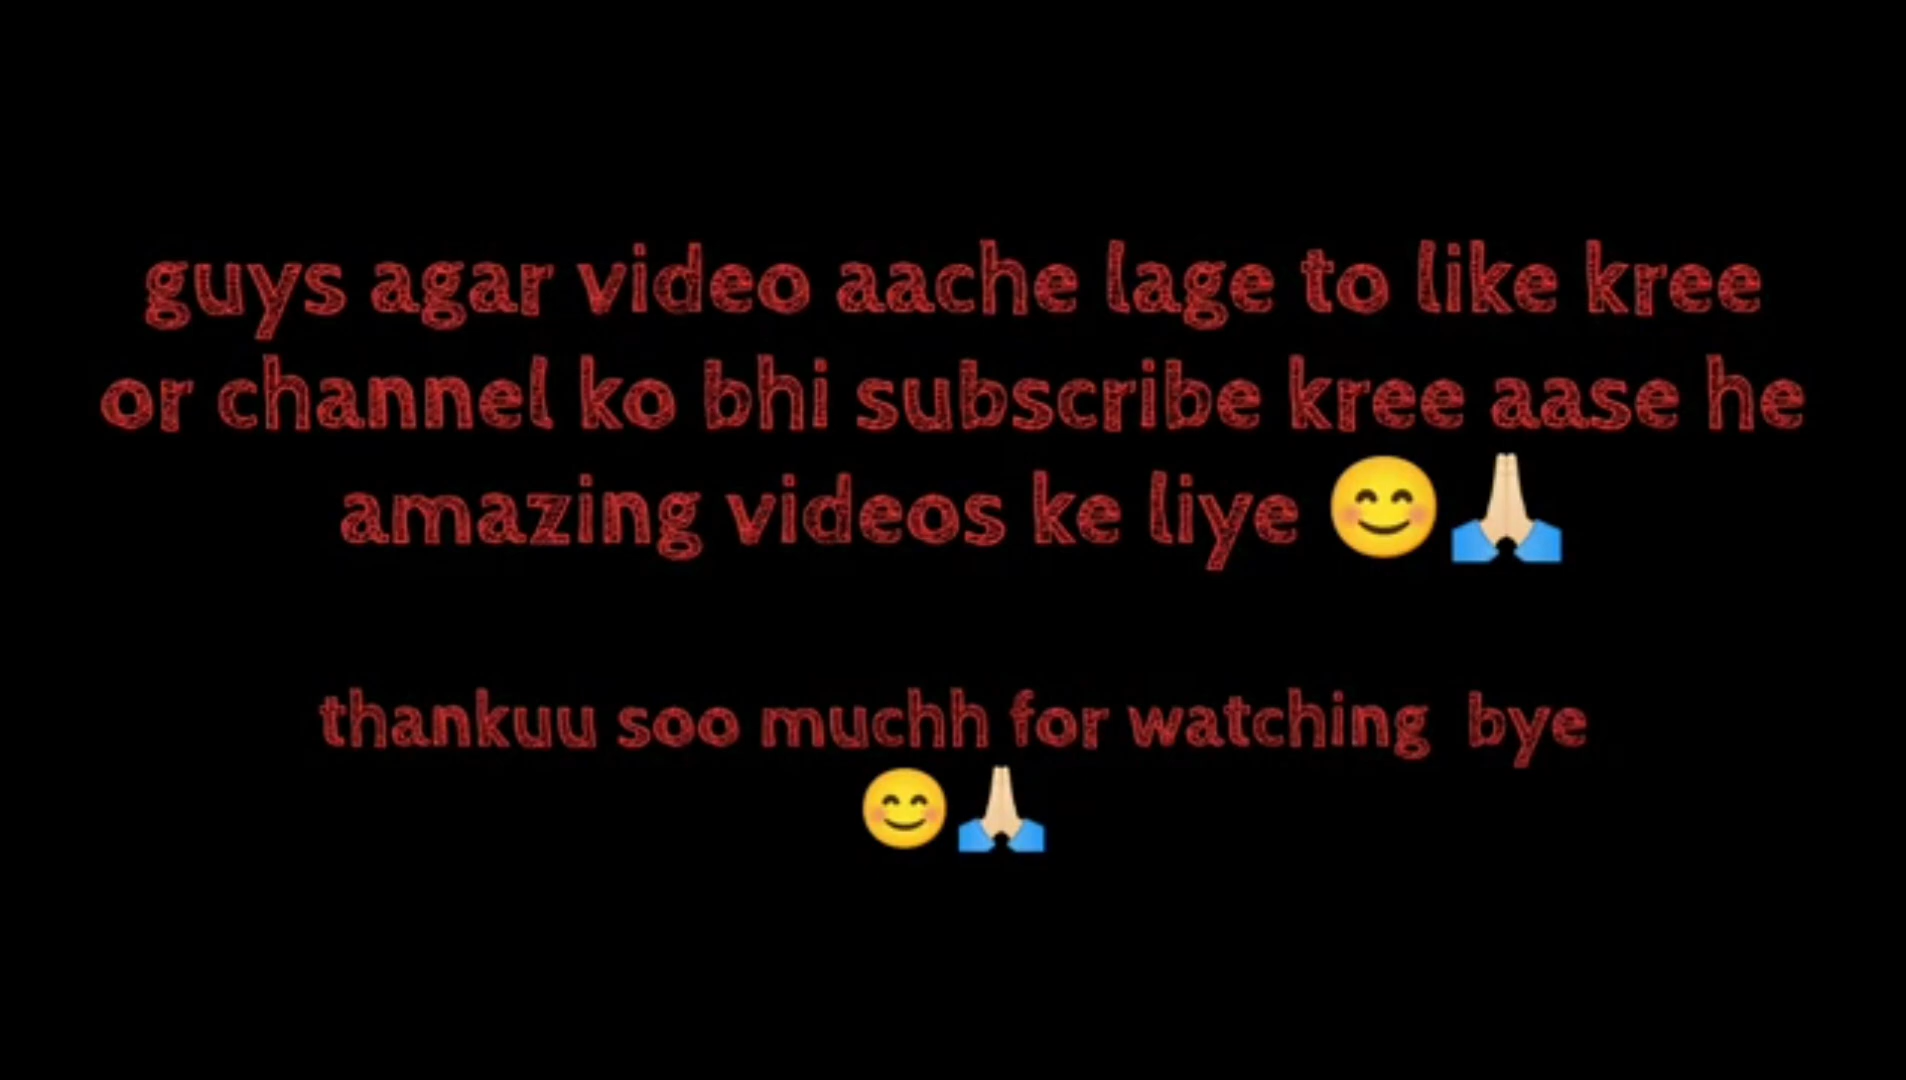 guys agar video aache lage to like kree
or channel ko bhi subscribe kree aase he
amazing videos ke liye 😊🙏🏻
thankuu soo muchh for watching  bye
😊🙏🏻